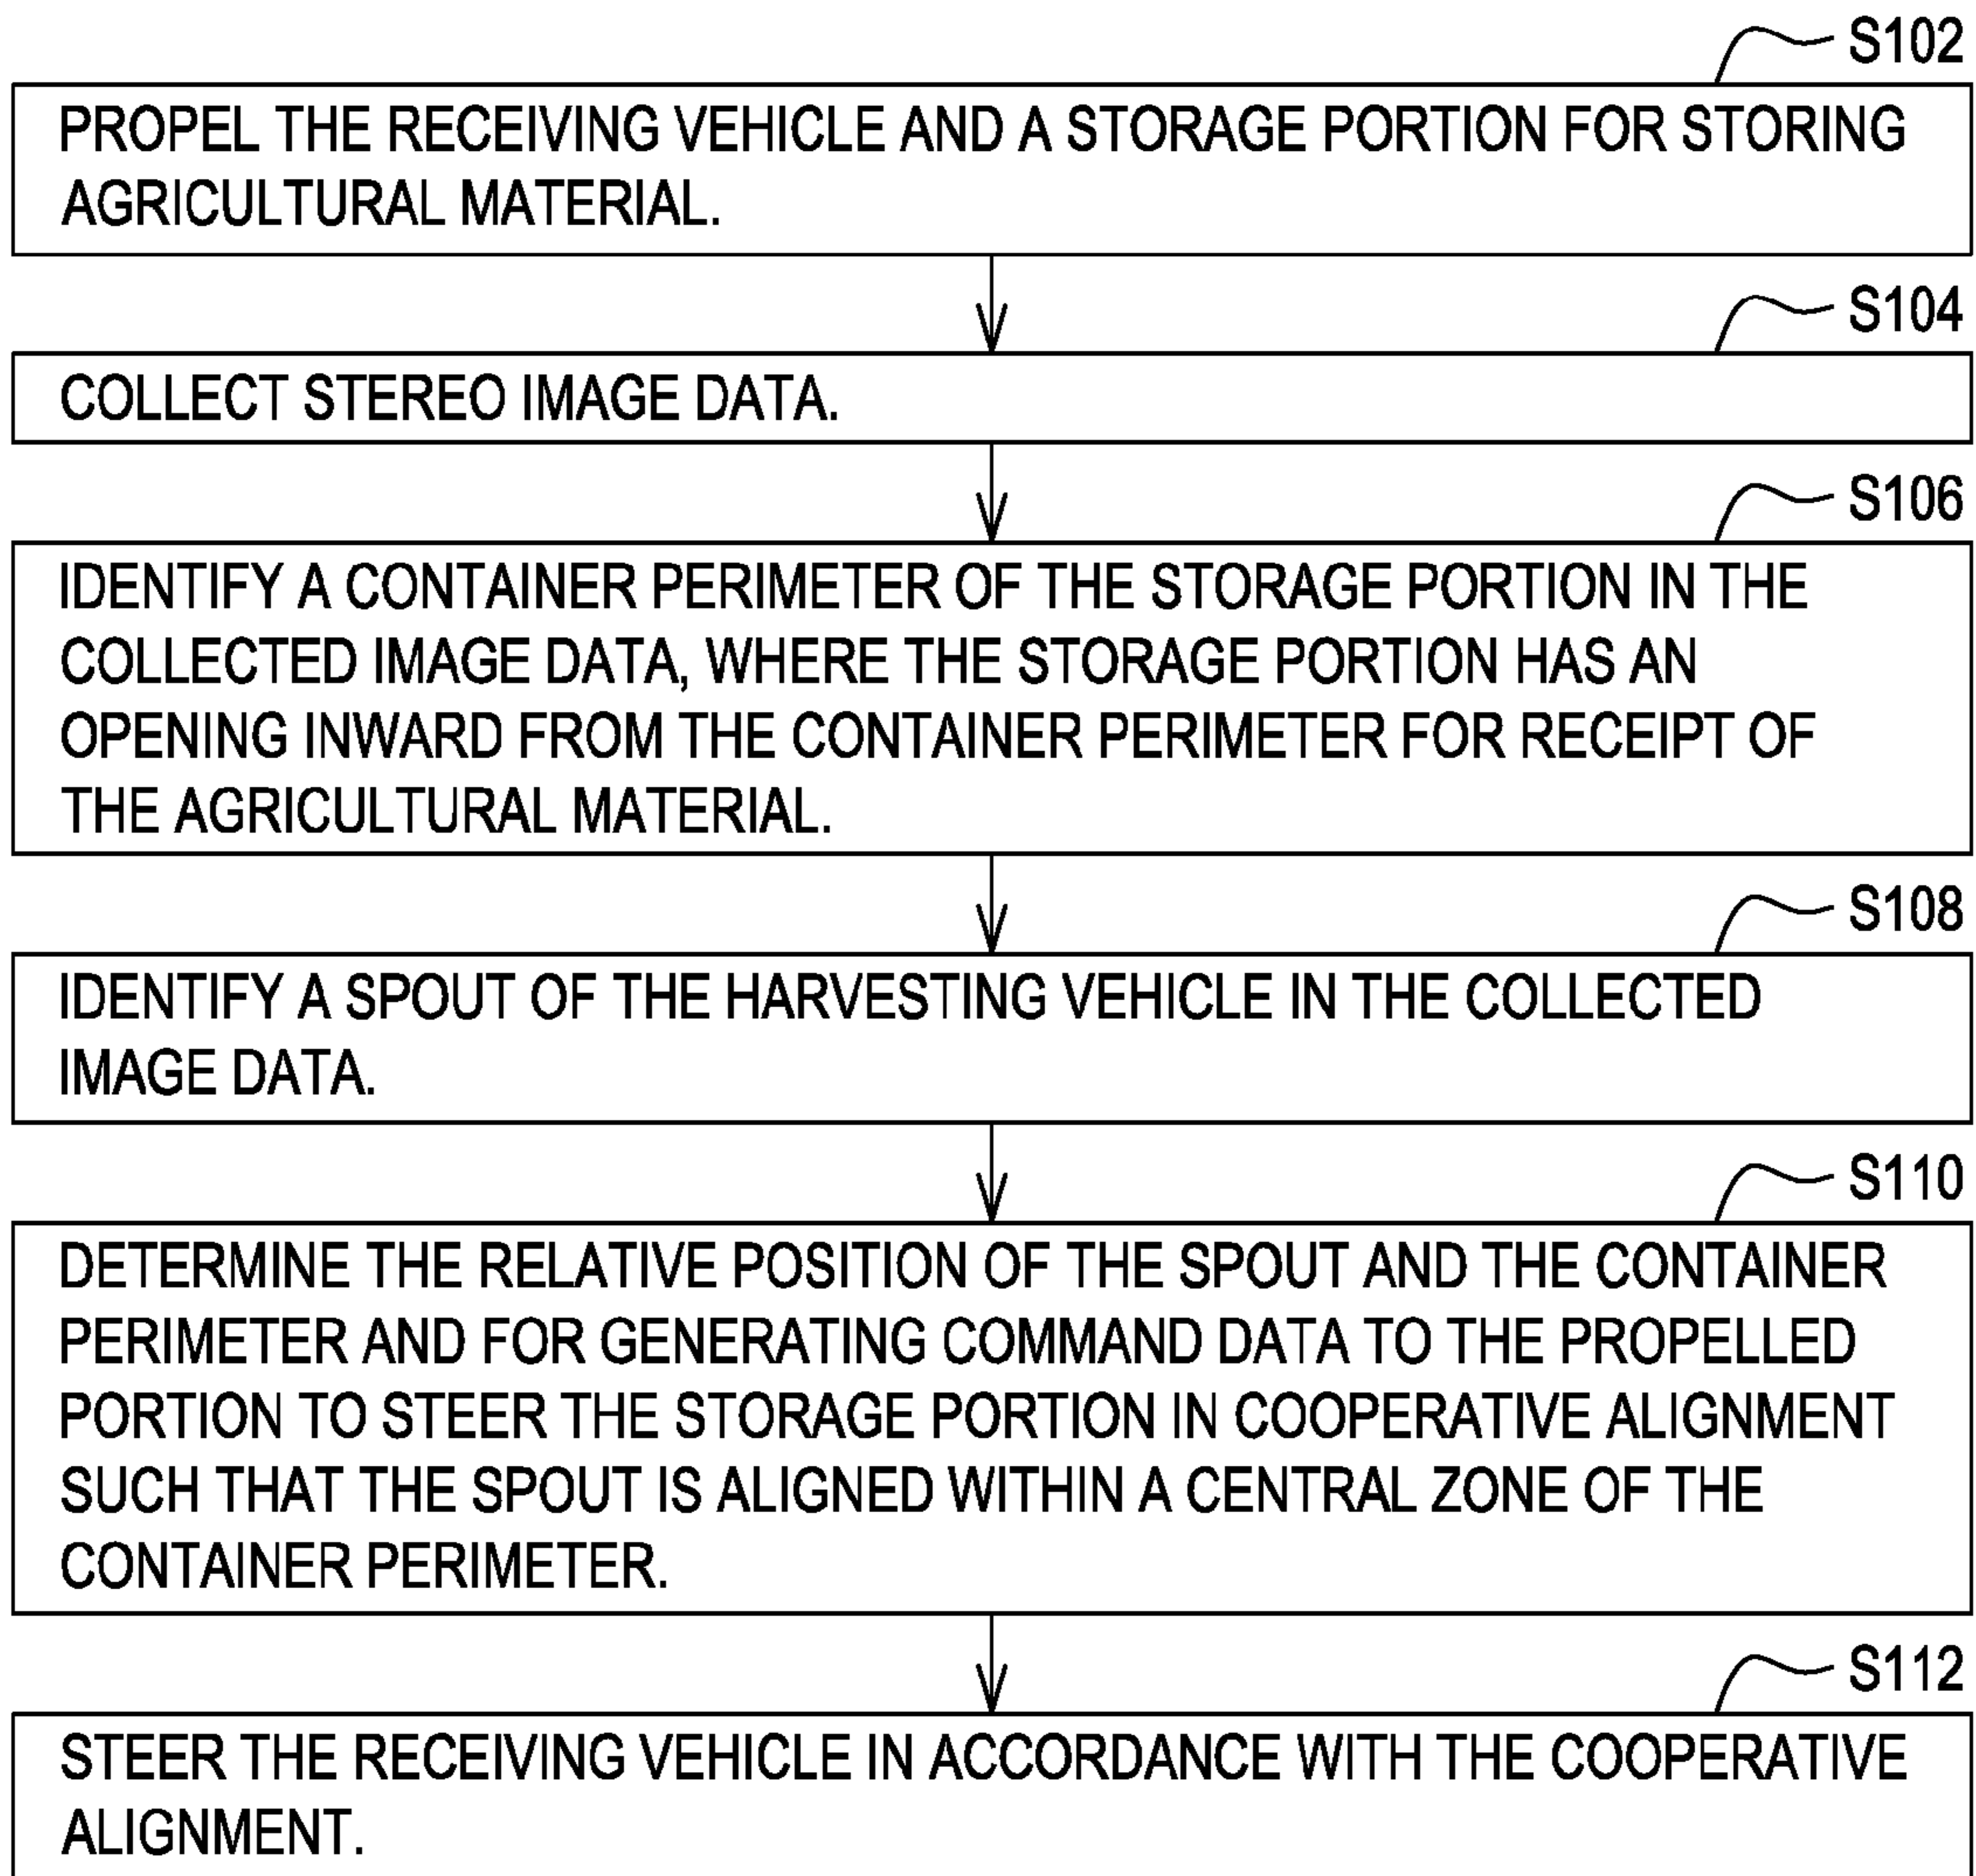 S102
PROPEL THE RECEIVING VEHICLE AND A STORAGE PORTION FOR STORING
AGRICULTURAL MATERIAL.
S104
COLLECT STEREO IMAGE DATA.
S106
IDENTIFY A CONTAINER PERIMETER OF THE STORAGE PORTION IN THE
COLLECTED IMAGE DATA, WHERE THE STORAGE PORTION HAS AN
OPENING INWARD FROM THE CONTAINER PERIMETER FOR RECEIPT OF
THE AGRICULTURAL MATERIAL.
S108
IDENTIFY A SPOUT OF THE HARVESTING VEHICLE IN THE COLLECTED
IMAGE DATA.
S110
DETERMINE THE RELATIVE POSITION OF THE SPOUT AND THE CONTAINER
PERIMETER AND FOR GENERATING COMMAND DATA TO THE PROPELLED
PORTION TO STEER THE STORAGE PORTION IN COOPERATIVE ALIGNMENT
SUCH THAT THE SPOUT IS ALIGNED WITHIN A CENTRAL ZONE OF THE
CONTAINER PERIMETER.
S112
STEER THE RECEIVING VEHICLE IN ACCORDANCE WITH THE COOPERATIVE
ALIGNMENT.